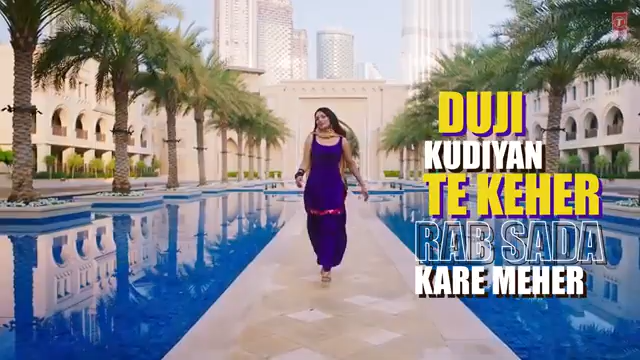 T
DUJI
KUDIYAN
TE KEHER
RAB SADA
KARE MEHER